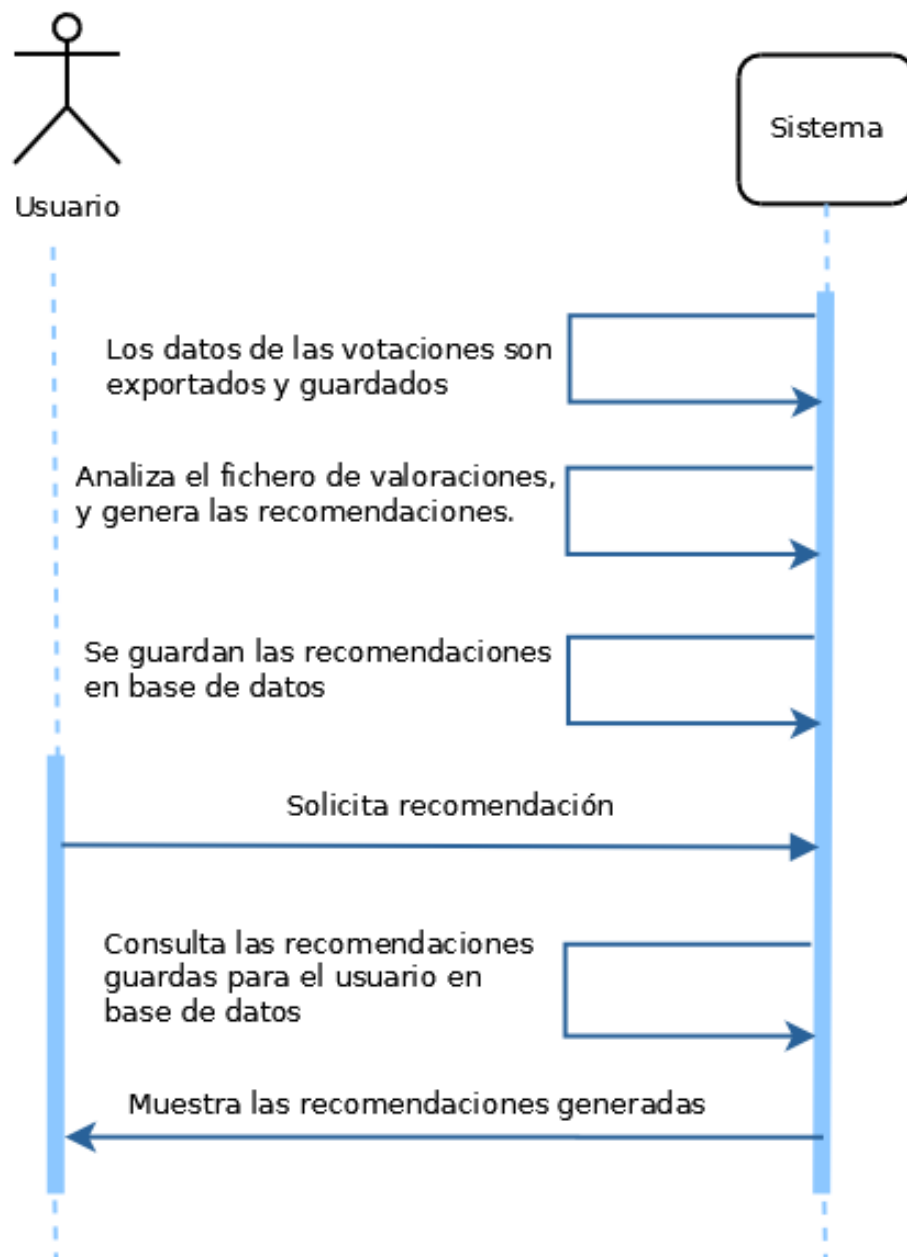 Usuario
Sistema
Los datos de las votaciones son
exportados y guardados
Analiza el fichero de valoraciones,
y genera las recomendaciones.
Se guardan las recomendaciones
en base de datos
Solicita recomendación
Consulta las recomendaciones
guardas para el usuario en
base de datos
Muestra las recomendaciones generadas